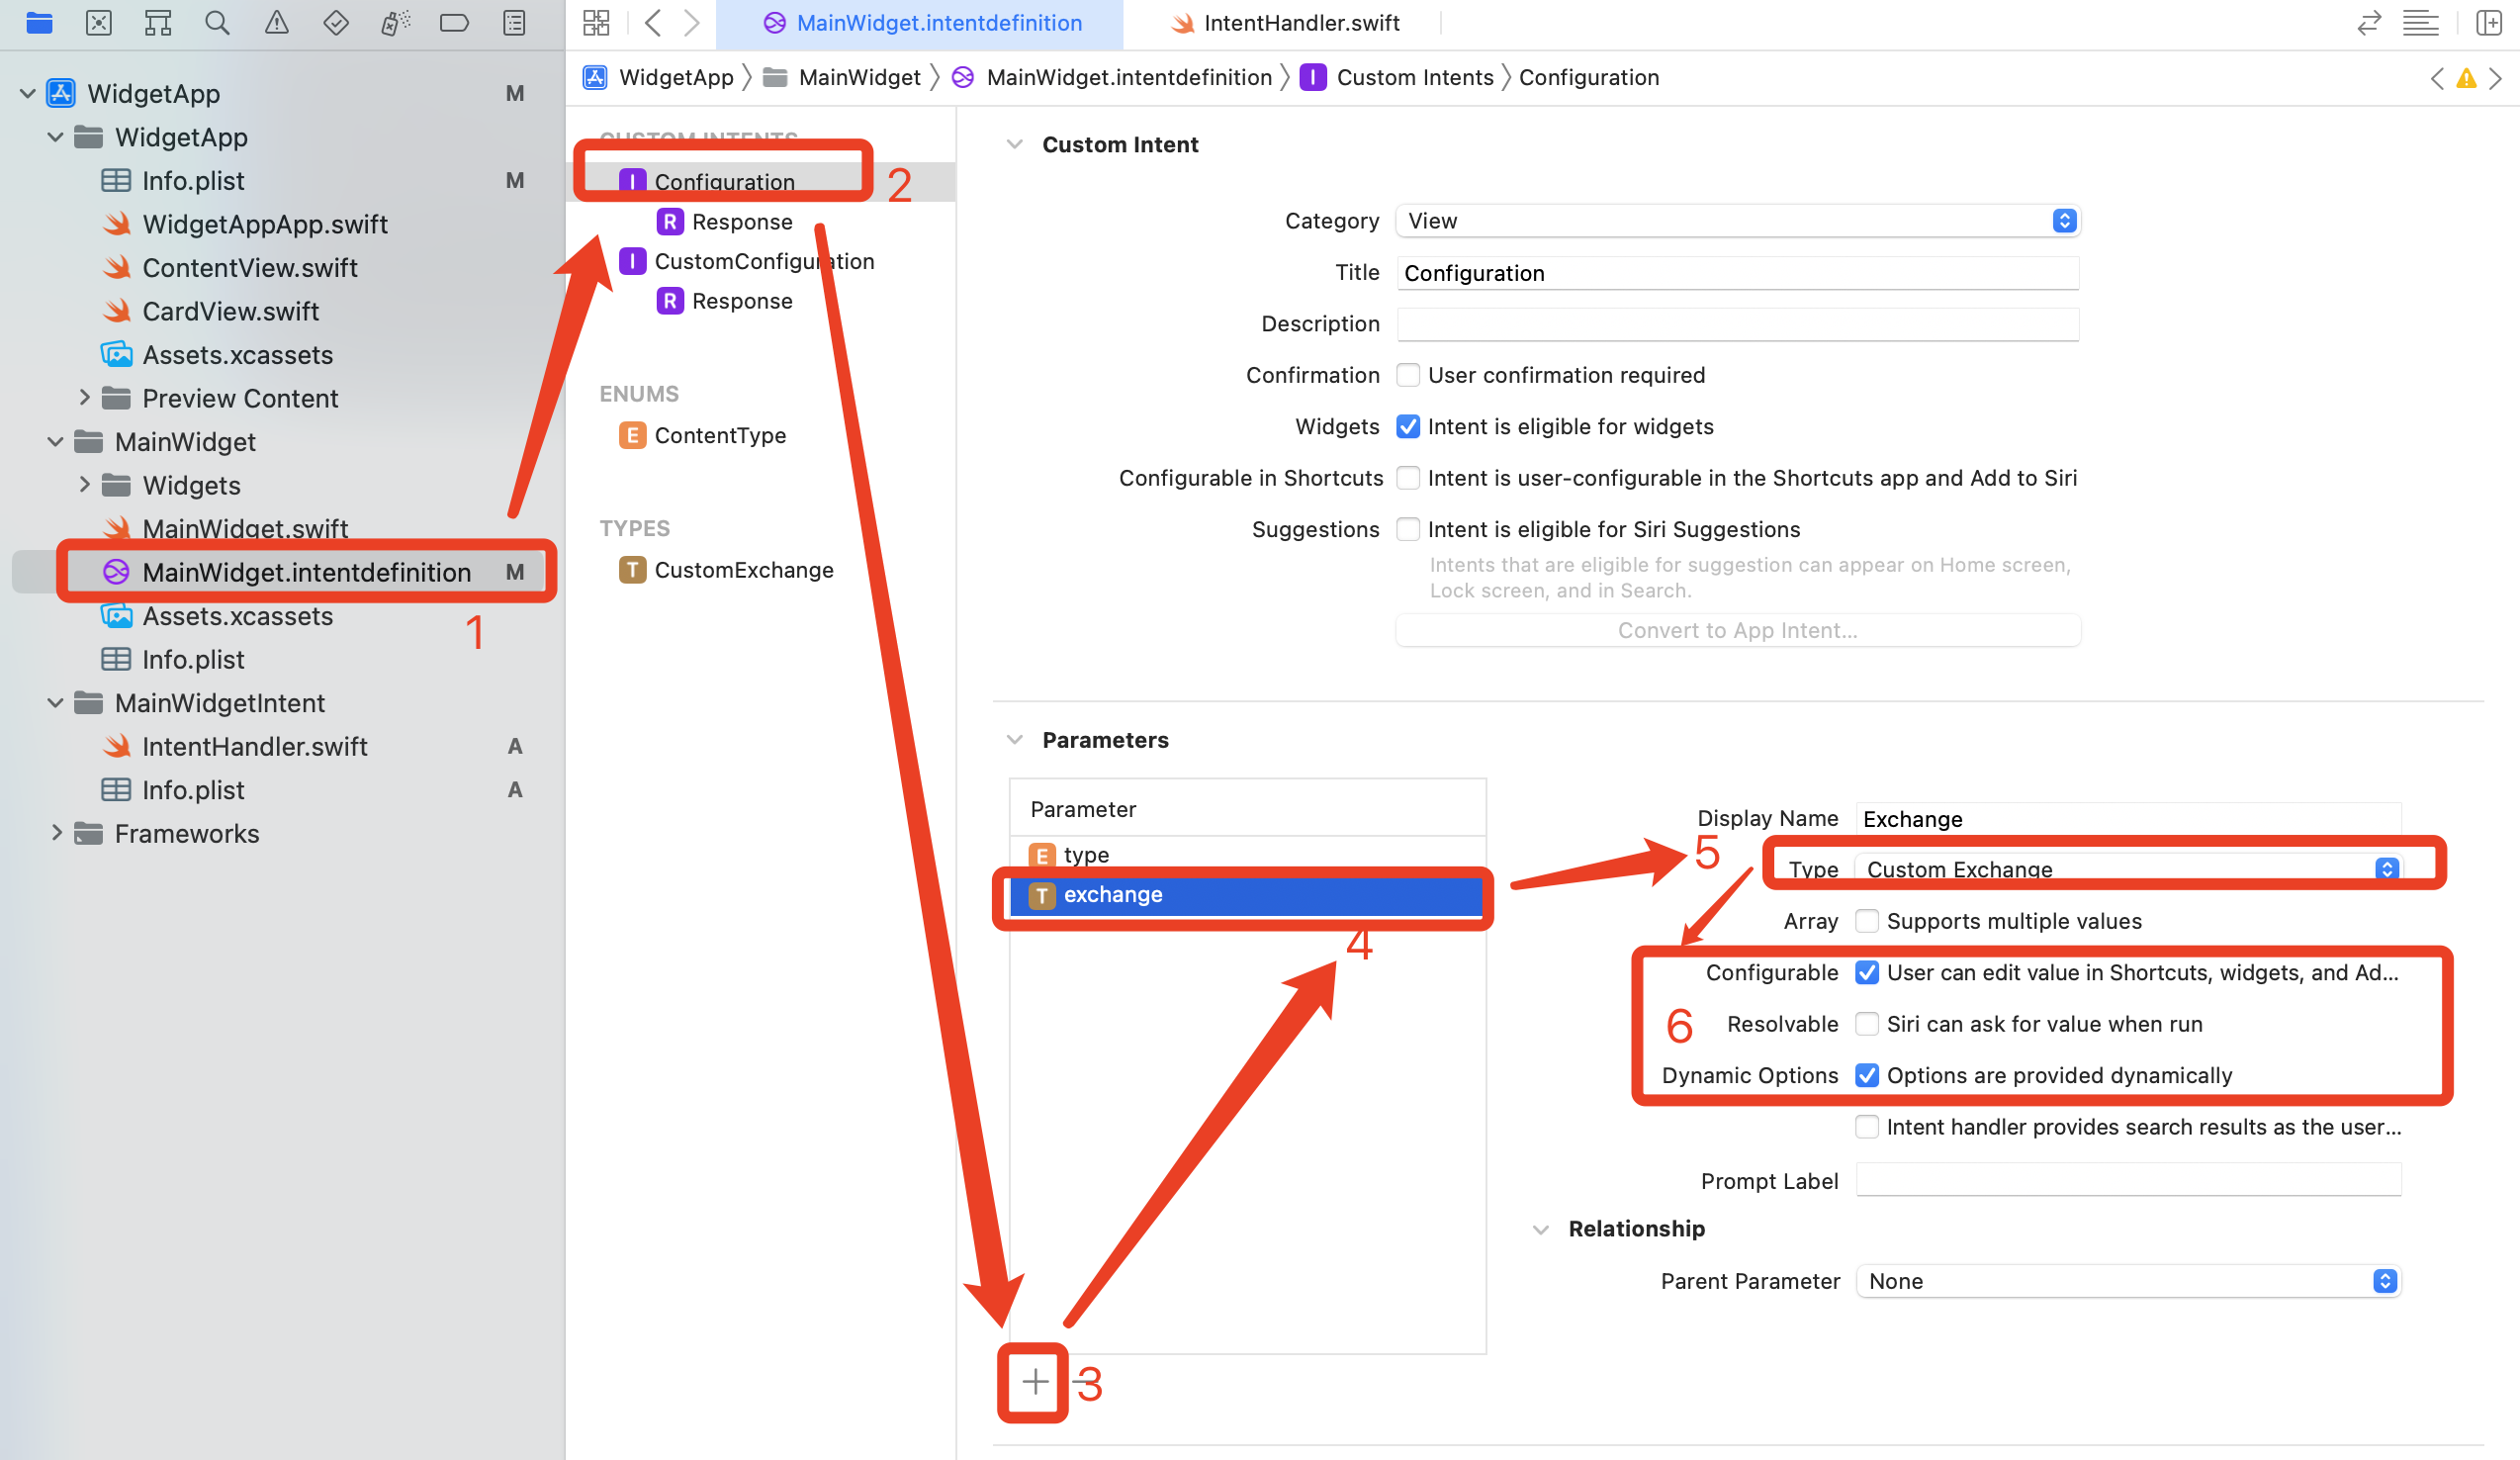 MainWidget.intentdefinition
IntentHandler.swift
WidgetApp
M
WidgetApp
Info.plist
M
WidgetAppApp.swift
ContentView.swift
CardView.swift
Assets.xcassets
Preview Content
MainWidget
Widgets
MainWidget.swift
MainWidget.intentdefinition
M
1
Assets.xcassets
Info.plist
MainWidgetIntent
IntentHandler.swift
A
Info.plist
A
Frameworks
WidgetApp
MainWidget
MainWidget.intentdefinition
I
Custom Intents
Configuration
CUSTOM INTENTS
I Configuration
2
R Response
I CustomConfiguration
R Response
ENUMS
E ContentType
TYPES
T CustomExchange
Custom Intent
Category
View
Title
Configuration
Description
Confirmation
User confirmation required
Widgets
Intent is eligible for widgets
Configurable in Shortcuts
Intent is user-configurable in the Shortcuts app and Add to Siri
Suggestions
Intent is eligible for Siri Suggestions
Intents that are eligible for suggestion can appear on Home screen,
Lock screen, and in Search.
Convert to App Intent...
Parameters
Parameter
E type
T exchange
4
3
Display Name
Exchange
5
Type
Custom Exchange
Array
Supports multiple values
Configurable
User can edit value in Shortcuts, widgets, and Ad...
6
Resolvable
Siri can ask for value when run
Dynamic Options
Options are provided dynamically
Intent handler provides search results as the user...
Prompt Label
Relationship
Parent Parameter
None